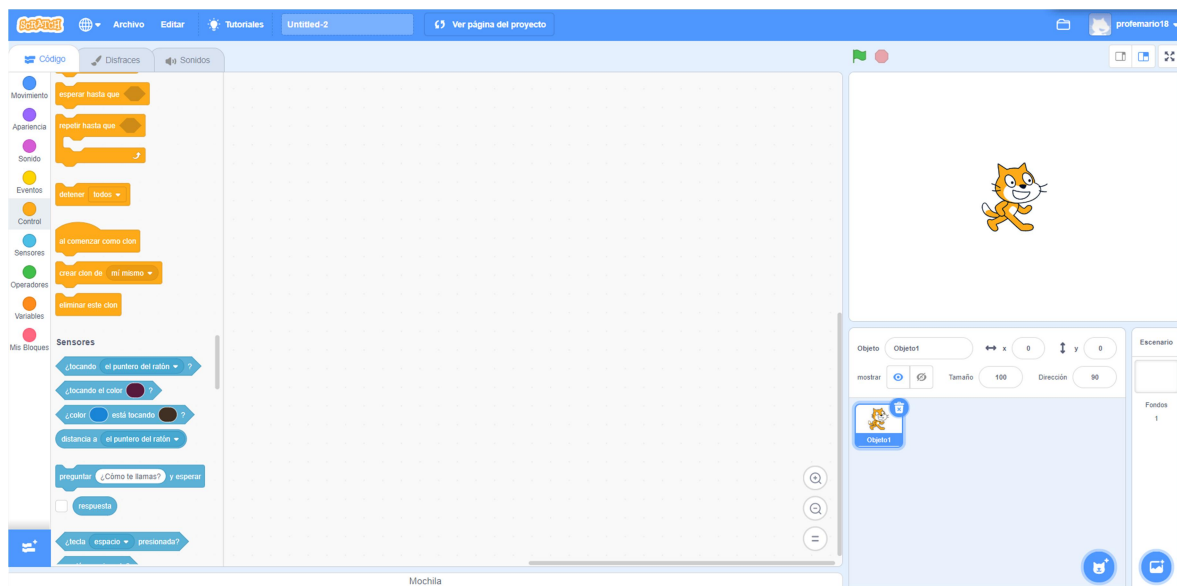 SCRATCH Archivo Editar Tutoriales Untitled-2 Ver página del proyecto profemario18
Código Disfraces Sonidos
Movimiento
Apariencia
Sonido
Eventos
Control
Sensores
Operadores
Variables
Mis Bloques
esperar hasta que
repetir hasta que
detener todos
al comenzar como clon
crear clon de mí mismo
eliminar este clon
Sensores
¿tocando el puntero del ratón ?
¿tocando el color ?
¿color está tocando ?
distancia a el puntero del ratón
preguntar ¿Cómo te llamas? y esperar
respuesta
¿tecla espacio presionada?
Objeto Objeto1 x 0 y 0
mostrar Tamaño 100 Dirección 90
Objeto1
Escenario
Fondos
1
Mochila